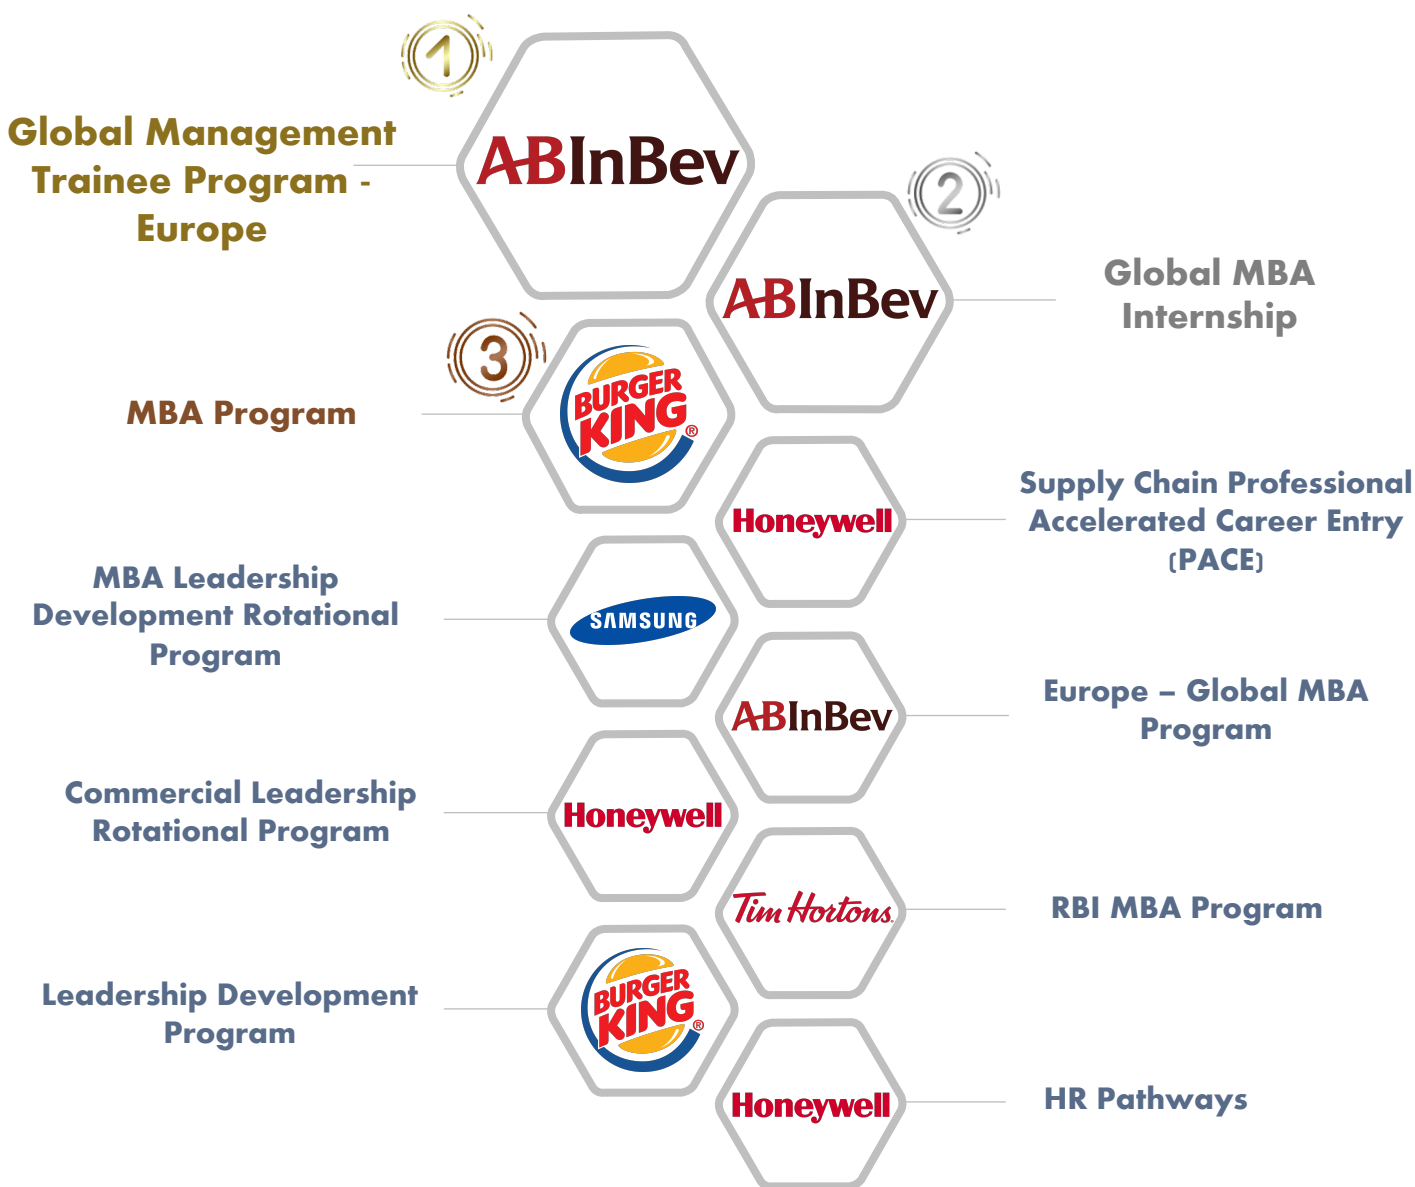 1
Global Management
Trainee Program -
Europe
ABInBev
2
ABInBev
Global MBA
Internship
3
MBA Program
BURGER
KING®
Honeywell
Supply Chain Professional
Accelerated Career Entry
(PACE)
MBA Leadership
Development Rotational
Program
SAMSUNG
ABInBev
Europe – Global MBA
Program
Commercial Leadership
Rotational Program
Honeywell
Tim Hortons.
RBI MBA Program
Leadership Development
Program
BURGER
KING®
Honeywell
HR Pathways